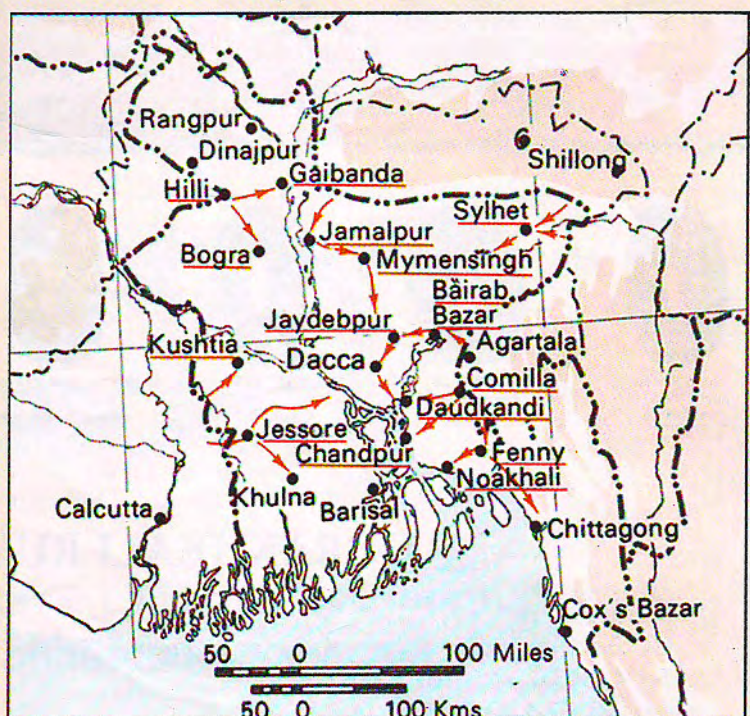 Rangpur
Dinajpur
Gaibanda
Hilli
Shillong
Sylhet
Jamalpur
Bogra
Mymensingh
Bairab
Bazar
Jaydebpur
Kushtia
Agartala
Dacca
Comilla
Daudkandi
Jessore
Chandpur
Fenny
Noakhali
Khulna
Barisal
Calcutta
Chittagong
Cox's Bazar
50 0 100 Miles
50 0 100 Kms